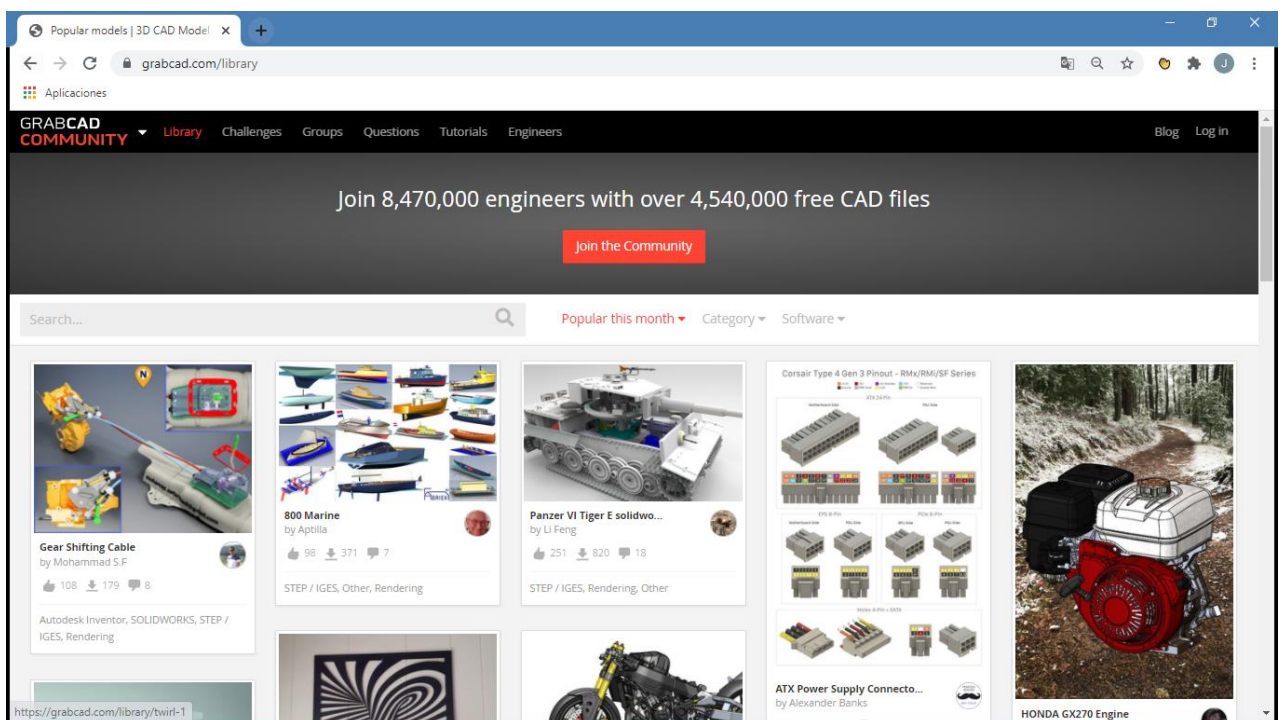 Popular models | 3D CAD Model
grabcad.com/library
J
Aplicaciones
GRABCAD
COMMUNITY
Library Challenges Groups Questions Tutorials Engineers Blog Log in
Join 8,470,000 engineers with over 4,540,000 free CAD files
Join the Community
Search...
Popular this month Category Software
N
Gear Shifting Cable
by Mohammad S.F
108 179 8
Autodesk Inventor, SOLIDWORKS, STEP /
IGES, Rendering
800 Marine
by Aptilla
98 371 7
STEP / IGES, Other, Rendering
Panzer VI Tiger E solidwo...
by Li Feng
251 820 18
STEP / IGES, Rendering, Other
Corsair Type 4 Gen 3 Pinout - RMx/RMi/SF Series
ATX 24 Pin
ATX Power Supply Connecto...
by Alexander Banks
HONDA GX270 Engine
https://grabcad.com/library/twirl-1